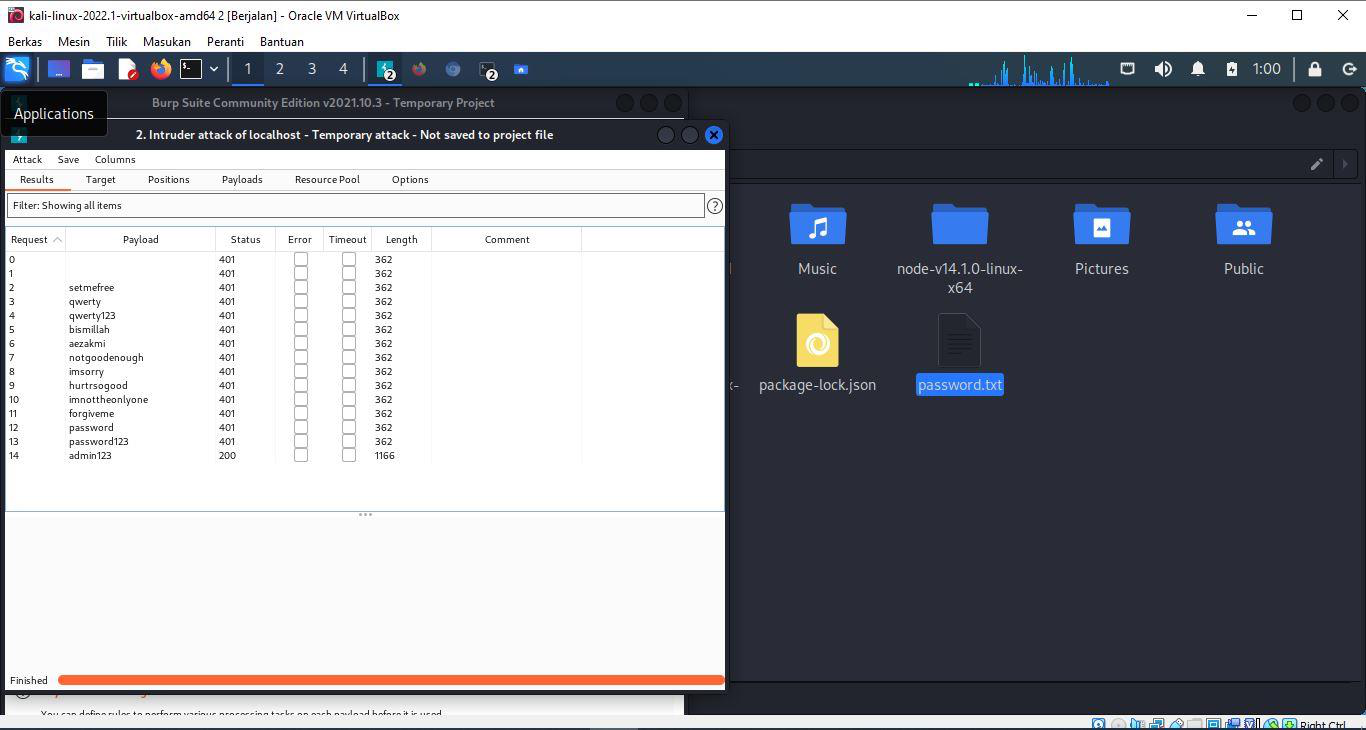 kali-linux-2022.1-virtualbox-amd64 2 [Berjalan] - Oracle VM VirtualBox
Berkas Mesin Tilik Masukan Peranti Bantuan
1 2 3 4 2 2 1:00
Burp Suite Community Edition v2021.10.3 - Temporary Project
Applications
2. Intruder attack of localhost - Temporary attack - Not saved to project file
Attack Save Columns
Results Target Positions Payloads Resource Pool Options
Filter: Showing all items ?
Request Payload Status Error Timeout Length Comment
0 401 362
1 401 362
2 setmefree 401 362
3 qwerty 401 362
4 qwerty123 401 362
5 bismillah 401 362
6 aezakmi 401 362
7 notgoodenough 401 362
8 imsorry 401 362
9 hurtrsogood 401 362
10 imnottheonlyone 401 362
11 forgiveme 401 362
12 password 401 362
13 password123 401 362
14 admin123 200 1166
Finished
You can define rules to perform various processing tasks on each payload before it is used.
Music node-v14.1.0-linux-x64 Pictures Public
package-lock.json password.txt
Right Ctrl